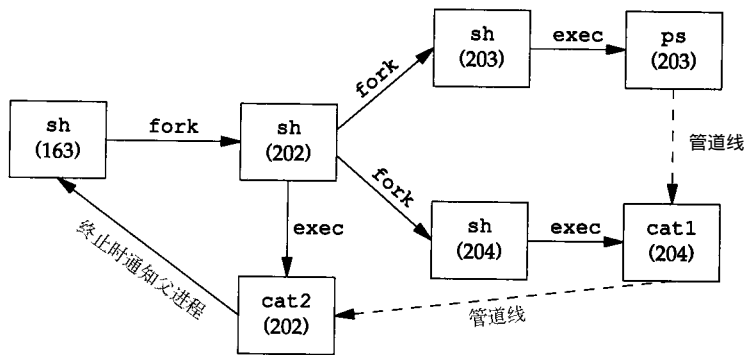 sh
(203)
exec
ps
(203)
fork
sh
(163)
fork
sh
(202)
管道线
fork
exec
sh
(204)
exec
cat1
(204)
终止时通知父进程
cat2
(202)
管道线